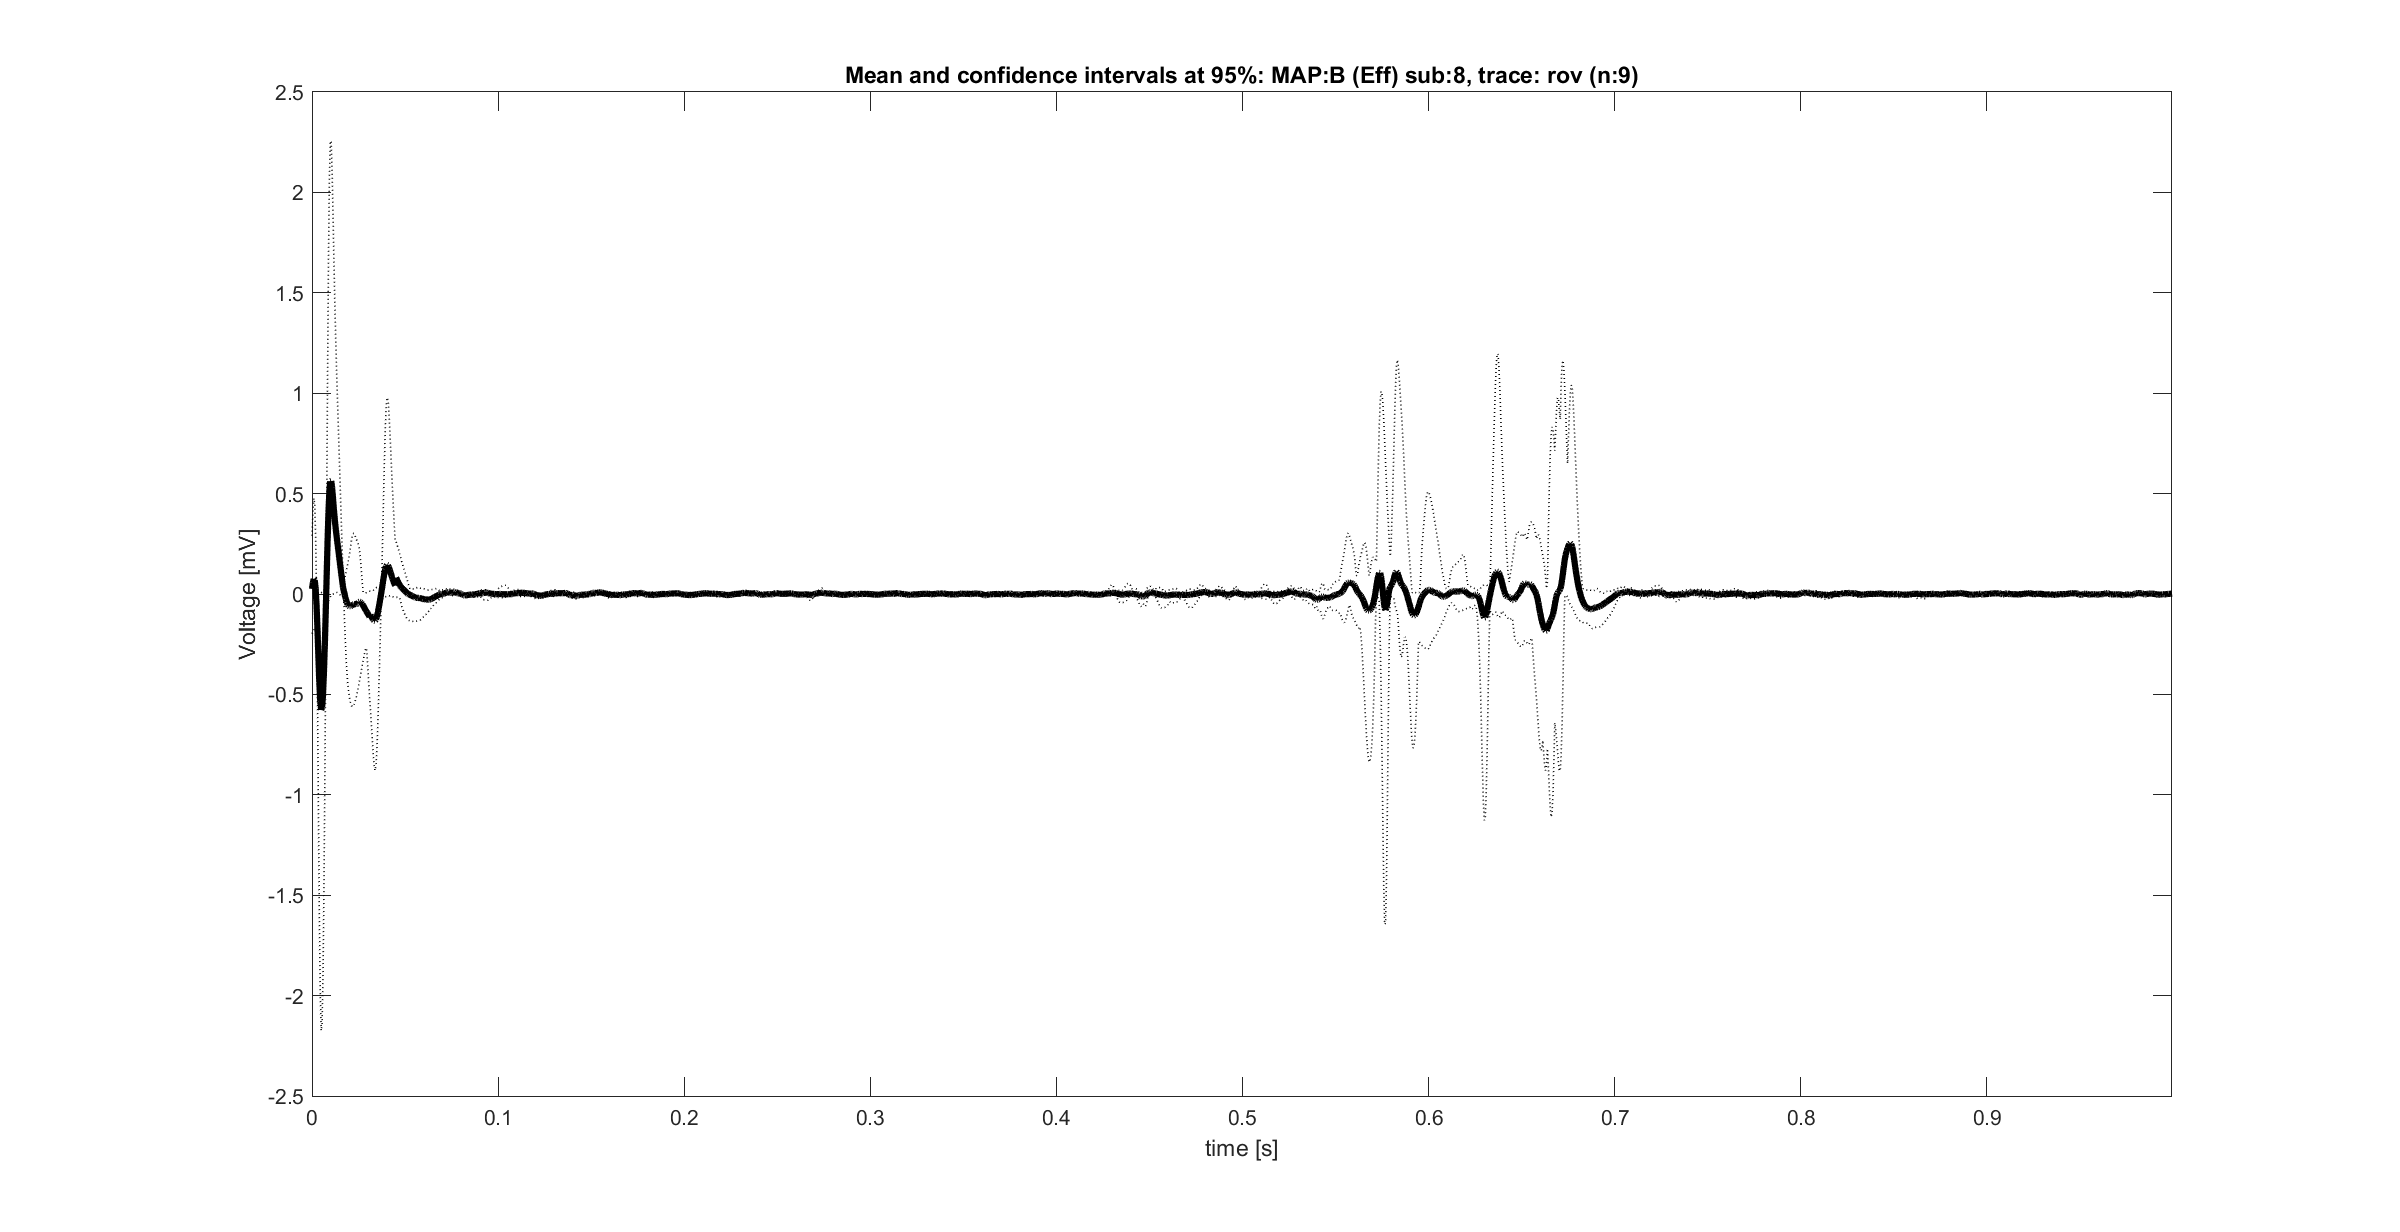 Mean and confidence intervals at 95%: MAP:B (Eff) sub:8, trace: rov (n:9)
2.5
2
1.5
1
0.5
0
-0.5
-1
-1.5
-2
-2.5
Voltage [mV]
0 0.1 0.2 0.3 0.4 0.5 0.6 0.7 0.8 0.9
time [s]